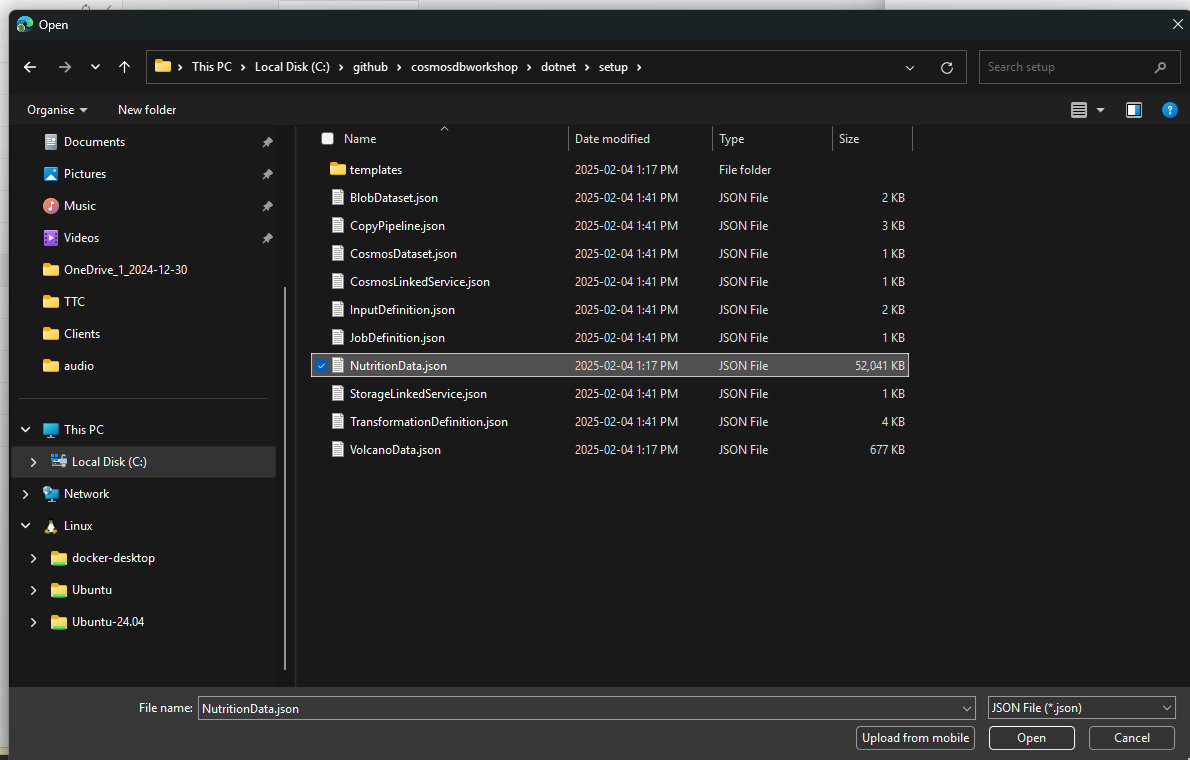 Open
This PC > Local Disk (C:) > github > cosmosdbworkshop > dotnet > setup >
Search setup
Organise
New folder
Documents
Pictures
Music
Videos
OneDrive_1_2024-12-30
TTC
Clients
audio
This PC
Local Disk (C:)
Network
Linux
docker-desktop
Ubuntu
Ubuntu-24.04
Name Date modified Type Size
templates 2025-02-04 1:17 PM File folder
BlobDataset.json 2025-02-04 1:41 PM JSON File 2 KB
CopyPipeline.json 2025-02-04 1:41 PM JSON File 3 KB
CosmosDataset.json 2025-02-04 1:41 PM JSON File 1 KB
CosmosLinkedService.json 2025-02-04 1:41 PM JSON File 1 KB
InputDefinition.json 2025-02-04 1:41 PM JSON File 2 KB
JobDefinition.json 2025-02-04 1:41 PM JSON File 1 KB
NutritionData.json 2025-02-04 1:17 PM JSON File 52,041 KB
StorageLinkedService.json 2025-02-04 1:41 PM JSON File 1 KB
TransformationDefinition.json 2025-02-04 1:41 PM JSON File 4 KB
VolcanoData.json 2025-02-04 1:17 PM JSON File 677 KB
File name: NutritionData.json
JSON File (*.json)
Upload from mobile
Open
Cancel